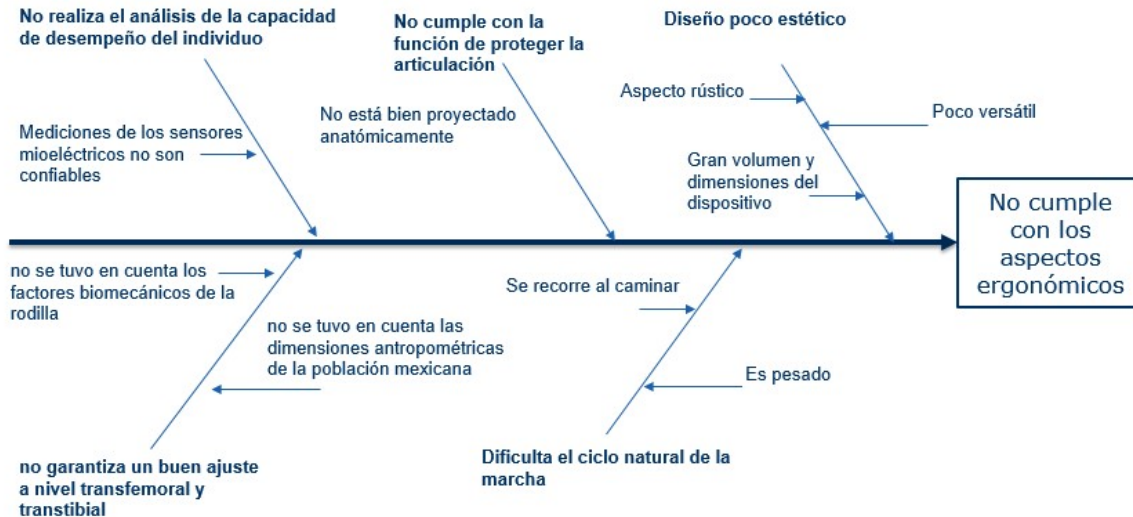 No realiza el análisis de la capacidad
de desempeño del individuo
No cumple con la
función de proteger la
articulación
Diseño poco estético
Aspecto rústico
Poco versátil
No está bien proyectado
anatómicamente
Mediciones de los sensores
mioeléctricos no son
confiables
Gran volumen y
dimensiones del
dispositivo
No cumple
con los
aspectos
ergonómicos
no se tuvo en cuenta los
factores biomecánicos de la
rodilla
Se recorre al caminar
no se tuvo en cuenta las
dimensiones antropométricas
de la población mexicana
Es pesado
no garantiza un buen ajuste
a nivel transfemoral y
transtibial
Dificulta el ciclo natural de la
marcha